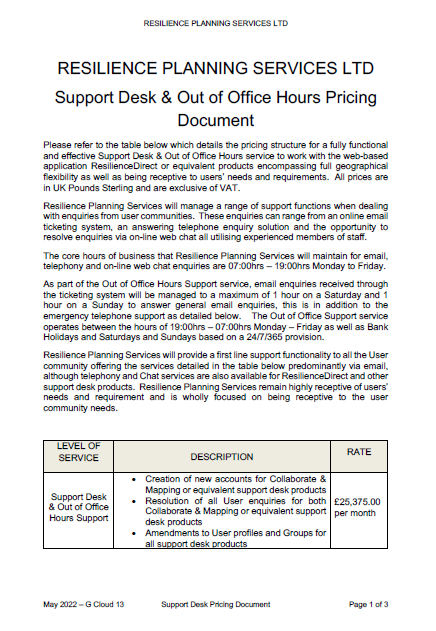 RESILIENCE PLANNING SERVICES LTD
RESILIENCE PLANNING SERVICES LTD
Support Desk & Out of Office Hours Pricing
Document
Please refer to the table below which details the pricing structure for a fully functional
and effective Support Desk & Out of Office Hours service to work with the web-based
application ResilienceDirect or equivalent products encompassing full geographical
flexibility as well as being receptive to users' needs and requirements. All prices are
in UK Pounds Sterling and are exclusive of VAT.
Resilience Planning Services will manage a range of support functions when dealing
with enquiries from user communities. These enquiries can range from an online email
ticketing system, an answering telephone enquiry solution and the opportunity to
resolve enquiries via on-line web chat all utilising experienced members of staff.
The core hours of business that Resilience Planning Services will maintain for email,
telephony and on-line web chat enquiries are 07:00hrs – 19:00hrs Monday to Friday.
As part of the Out of Office Hours Support service, email enquiries received through
the ticketing system will be managed to a maximum of 1 hour on a Saturday and 1
hour on a Sunday to answer general email enquiries, this is in addition to the
emergency telephone support as detailed below. The Out of Office Support service
operates between the hours of 19:00hrs – 07:00hrs Monday – Friday as well as Bank
Holidays and Saturdays and Sundays based on a 24/7/365 provision.
Resilience Planning Services will provide a first line support functionality to all the User
community offering the services detailed in the table below predominantly via email,
although telephony and Chat services are also available for ResilienceDirect and other
support desk products. Resilience Planning Services remain highly receptive of users'
needs and requirement and is wholly focused on being receptive to the user
community needs.
LEVEL OF
SERVICE
DESCRIPTION
RATE
Support Desk
& Out of Office
Hours Support
• Creation of new accounts for Collaborate &
Mapping or equivalent support desk products
• Resolution of all User enquiries for both
Collaborate & Mapping or equivalent support
desk products
• Amendments to User profiles and Groups for
all support desk products
£25,375.00
per month
May 2022 – G Cloud 13
Support Desk Pricing Document
Page 1 of 3